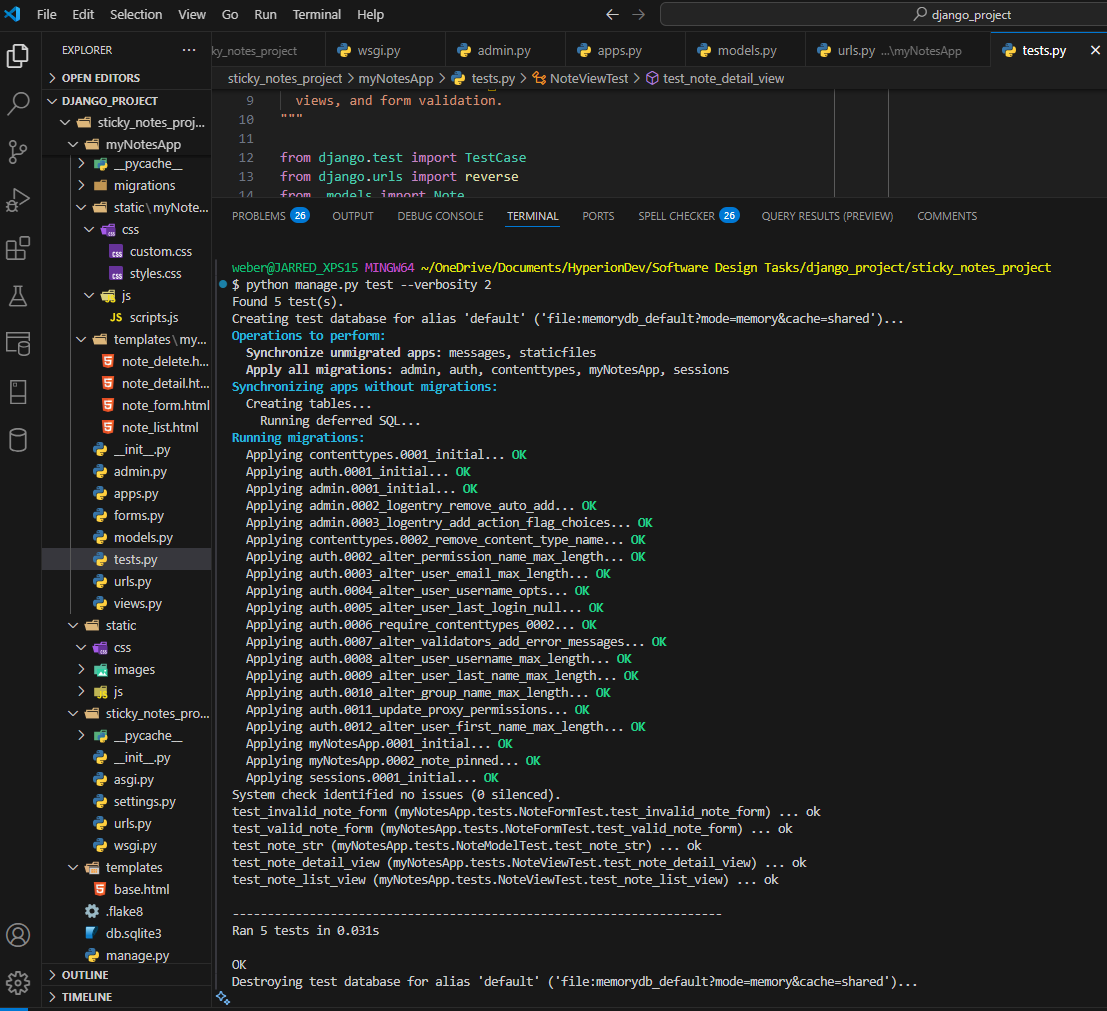 File Edit Selection View Go Run Terminal Help
django_project
EXPLORER
ky_notes_project
wsgi.py
admin.py
apps.py
models.py
urls.py ...\myNotesApp
tests.py
OPEN EDITORS
sticky_notes_project > myNotesApp > tests.py > NoteViewTest > test_note_detail_view
DJANGO_PROJECT
sticky_notes_proj...
myNotesApp
__pycache__
migrations
static\myNote...
css
custom.css
styles.css
js
scripts.js
templates\my...
note_delete.h...
note_detail.ht...
note_form.html
note_list.html
__init__.py
admin.py
apps.py
forms.py
models.py
tests.py
urls.py
views.py
static
css
images
js
sticky_notes_pro...
__pycache__
__init__.py
asgi.py
settings.py
urls.py
wsgi.py
templates
base.html
.flake8
db.sqlite3
manage.py
OUTLINE
TIMELINE
9 views, and form validation.
10 """
11
12 from django.test import TestCase
13 from django.urls import reverse
14 from .models import Note
PROBLEMS 26 OUTPUT DEBUG CONSOLE TERMINAL PORTS SPELL CHECKER 26 QUERY RESULTS (PREVIEW) COMMENTS
weber@JARRED_XPS15 MINGW64 ~/OneDrive/Documents/HyperionDev/Software Design Tasks/django_project/sticky_notes_project
$ python manage.py test --verbosity 2
Found 5 test(s).
Creating test database for alias 'default' ('file:memorydb_default?mode=memory&cache=shared')...
Operations to perform:
Synchronize unmigrated apps: messages, staticfiles
Apply all migrations: admin, auth, contenttypes, myNotesApp, sessions
Synchronizing apps without migrations:
Creating tables...
Running deferred SQL...
Running migrations:
Applying contenttypes.0001_initial... OK
Applying auth.0001_initial... OK
Applying admin.0001_initial... OK
Applying admin.0002_logentry_remove_auto_add... OK
Applying admin.0003_logentry_add_action_flag_choices... OK
Applying contenttypes.0002_remove_content_type_name... OK
Applying auth.0002_alter_permission_name_max_length... OK
Applying auth.0003_alter_user_email_max_length... OK
Applying auth.0004_alter_user_username_opts... OK
Applying auth.0005_alter_user_last_login_null... OK
Applying auth.0006_require_contenttypes_0002... OK
Applying auth.0007_alter_validators_add_error_messages... OK
Applying auth.0008_alter_user_username_max_length... OK
Applying auth.0009_alter_user_last_name_max_length... OK
Applying auth.0010_alter_group_name_max_length... OK
Applying auth.0011_update_proxy_permissions... OK
Applying auth.0012_alter_user_first_name_max_length... OK
Applying myNotesApp.0001_initial... OK
Applying myNotesApp.0002_note_pinned... OK
Applying sessions.0001_initial... OK
System check identified no issues (0 silenced).
test_invalid_note_form (myNotesApp.tests.NoteFormTest.test_invalid_note_form) ... ok
test_valid_note_form (myNotesApp.tests.NoteFormTest.test_valid_note_form) ... ok
test_note_str (myNotesApp.tests.NoteModelTest.test_note_str) ... ok
test_note_detail_view (myNotesApp.tests.NoteViewTest.test_note_detail_view) ... ok
test_note_list_view (myNotesApp.tests.NoteViewTest.test_note_list_view) ... ok
----------------------------------------------------------------------
Ran 5 tests in 0.031s
OK
Destroying test database for alias 'default' ('file:memorydb_default?mode=memory&cache=shared')...